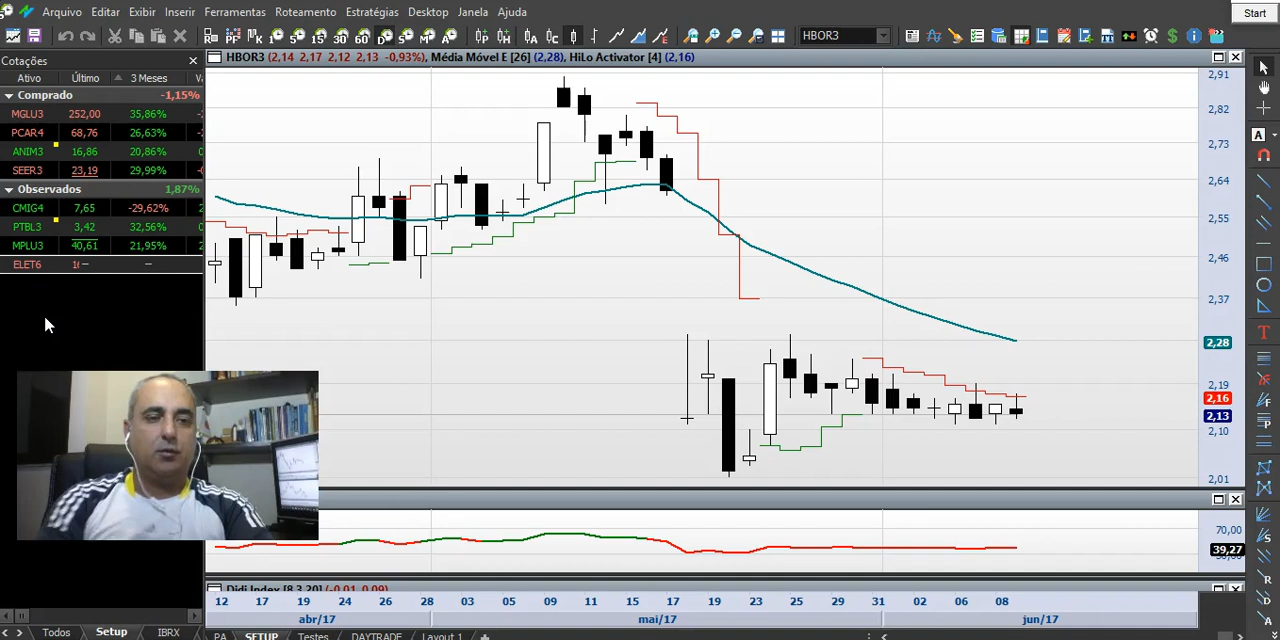 Arquivo Editar Exibir Inserir Ferramentas Roteamento Estratégias Desktop Janela Ajuda
Start
5 15 30 60 D S M A HBOR3
Cotações
HBOR3 (2,14 2,17 2,12 2,13 -0,93%), Média Móvel E [26] (2,28), HiLo Activator [4] (2,16)
Ativo Último 3 Meses
Comprado -1,15%
MGLU3 252,00 35,86%
PCAR4 68,76 26,63%
ANIM3 16,86 20,86%
SEER3 23,19 29,99%
Observados 1,87%
CMIG4 7,65 -29,62%
PTBL3 3,42 32,56%
MPLU3 40,61 21,95%
ELET6
2,91
2,82
2,73
2,64
2,55
2,46
2,37
2,28
2,19
2,16
2,13
2,10
2,01
70,00
39,27
Didi Index [8,3,20] (-0,01, 0,09)
12 17 19 24 26 28 03 05 09 11 15 17 19 23 25 29 31 02 06 08
abr/17 mai/17 jun/17
Todos Setup IBRX
PA SETUP Testes DAYTRADE Layout 1